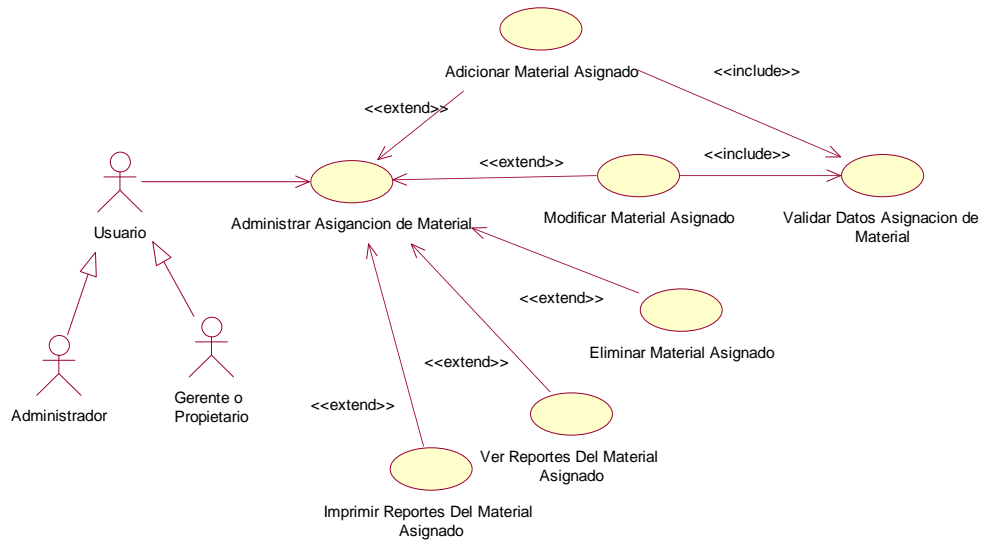 Adicionar Material Asignado
<<include>>
<<extend>>
<<extend>>
<<include>>
Usuario
Administrar Asigancion de Material
Modificar Material Asignado
Validar Datos Asignacion de
Material
<<extend>>
Eliminar Material Asignado
<<extend>>
Administrador
Gerente o
Propietario
<<extend>>
Ver Reportes Del Material
Asignado
Imprimir Reportes Del Material
Asignado